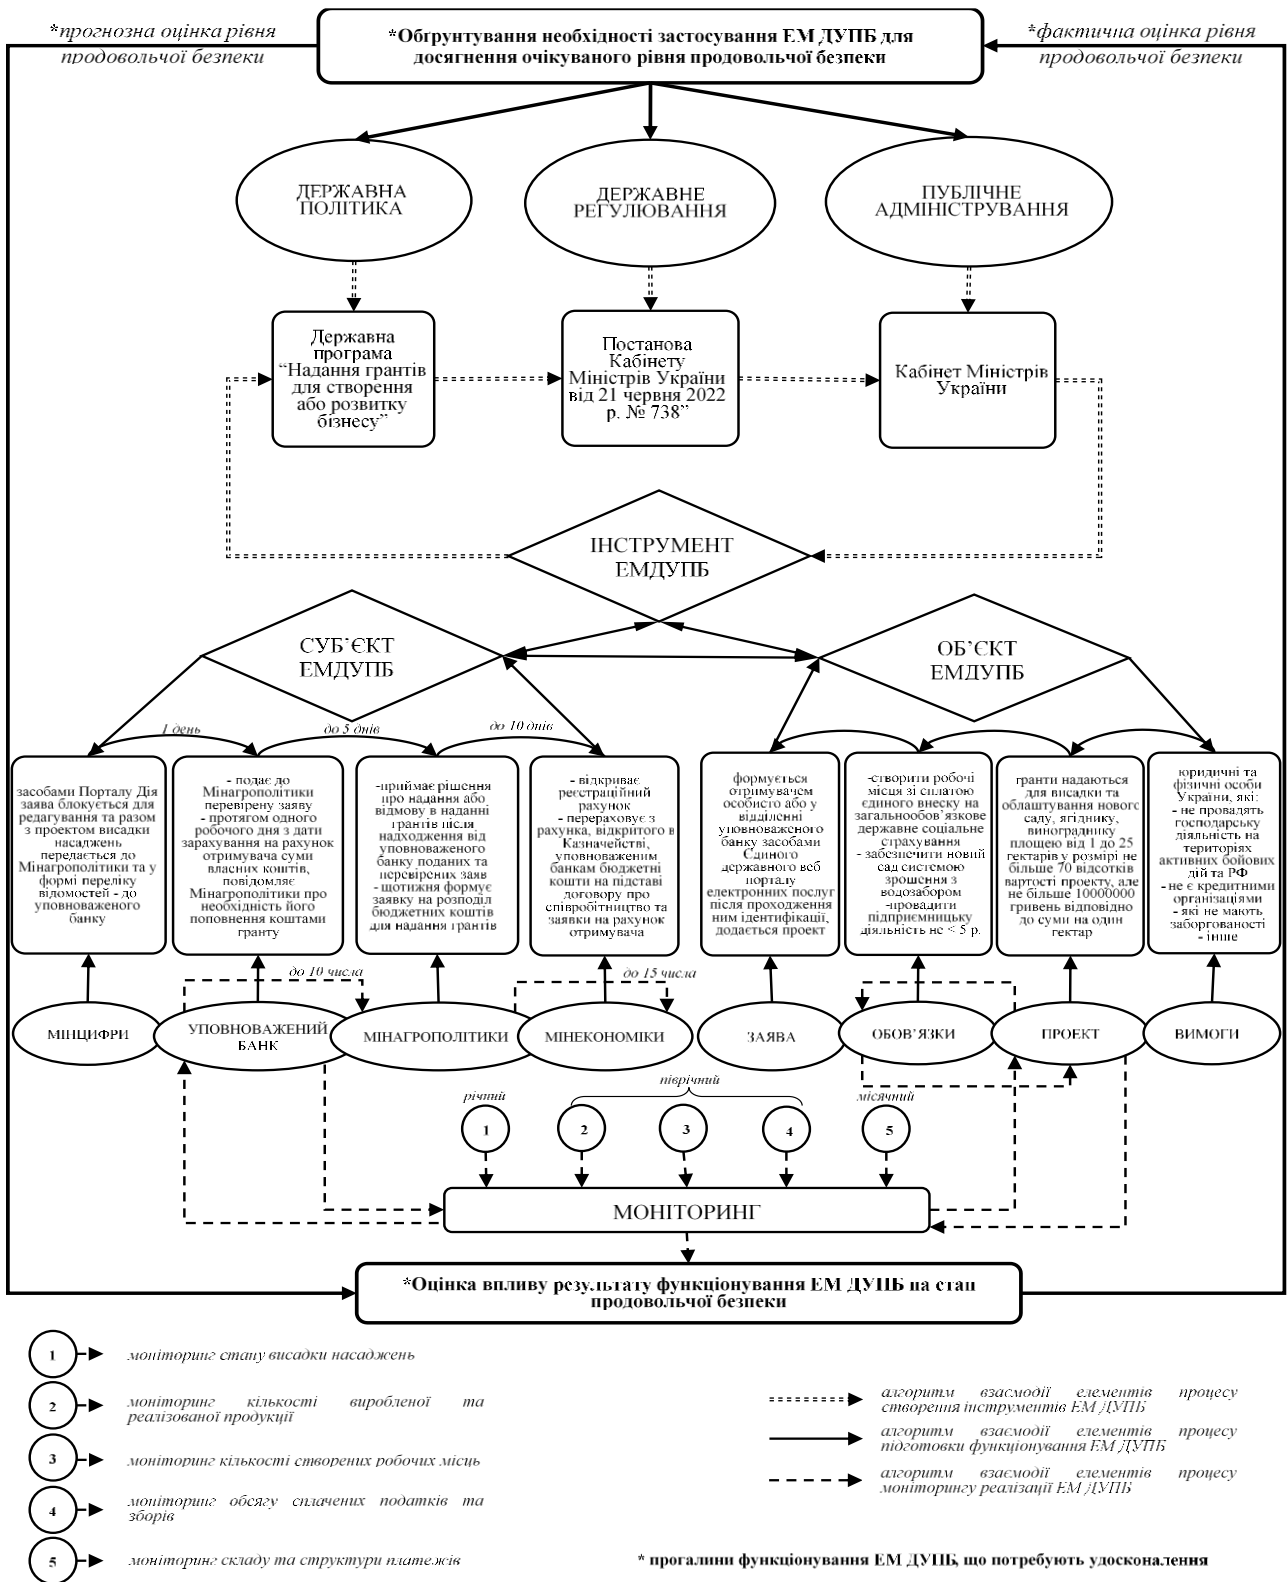 *прогнозна оцінка рівня
продовольчої безпеки
*Обґрунтування необхідності застосування ЕМ ДУПБ для
досягнення очікуваного рівня продовольчої безпеки
*фактична оцінка рівня
продовольчої безпеки
ДЕРЖАВНА
ПОЛІТИКА
ДЕРЖАВНЕ
РЕГУЛЮВАННЯ
ПУБЛІЧНЕ
АДМІНІСТРУВАННЯ
Державна
програма
“Надання грантів
для створення
або розвитку
бізнесу”
Постанова
Кабінету
Міністрів України
від 21 червня 2022
р. № 738”
Кабінет Міністрів
України
ІНСТРУМЕНТ
ЕМДУПБ
СУБ’ЄКТ
ЕМДУПБ
ОБ’ЄКТ
ЕМДУПБ
1 день
до 5 днів
до 10 днів
засобами Порталу Дія
заява блокується для
редагування та разом
з проектом висадки
насаджень
передається до
Мінагрополітики та у
формі переліку
відомостей - до
уповноваженого
банку
- подає до
Мінагрополітики
перевірену заяву
- протягом одного
робочого дня з дати
зарахування на рахунок
отримувача суми
власних коштів,
повідомляє
Мінагрополітики про
необхідність його
поповнення коштами
гранту
-приймає рішення
про надання або
відмову в наданні
грантів після
надходження від
уповноваженого
банку поданих та
перевірених заяв
- щотижня формує
заявку на розподіл
бюджетних коштів
для надання грантів
- відкриває
реєстраційний
рахунок
- перераховує з
рахунка, відкритого в
Казначействі,
уповноваженим
банкам бюджетні
кошти на підставі
договору про
співробітництво та
заявки на рахунок
отримувача
формується
отримувачем
особисто або у
відділенні
уповноваженого
банку засобами
Єдиного
державного веб
порталу
електронних послуг
після проходження
ним ідентифікації,
додається проект
-створити робочі
місця зі сплатою
єдиного внеску на
загальнообов’язкове
державне соціальне
страхування
- забезпечити новий
сад системою
зрошення з
водозабором
-провадити
підприємницьку
діяльність не < 5 р.
гранти надаються
для висадки та
облаштування нового
саду, ягіднику,
винограднику
площею від 1 до 25
гектарів у розмірі не
більше 70 відсотків
вартості проекту, але
не більше 10000000
гривень відповідно
до суми на один
гектар
юридичні та
фізичні особи
України, які:
- не провадять
господарську
діяльність на
територіях
активних бойових
дій та РФ
- не є кредитними
організаціями
- які не мають
заборгованості
- інше
до 10 числа
до 15 числа
МІНЦИФРИ
УПОВНОВАЖЕНИЙ
БАНК
МІНАГРОПОЛІТИКИ
МІНЕКОНОМІКИ
ЗАЯВА
ОБОВ’ЯЗКИ
ПРОЕКТ
ВИМОГИ
річний
піврічний
місячний
1
2
3
4
5
МОНІТОРИНГ
*Оцінка впливу результату функціонування ЕМ ДУПБ на стан
продовольчої безпеки
1
моніторинг стану висадки насаджень
2
моніторинг кількості виробленої та
реалізованої продукції
3
моніторинг кількості створених робочих місць
4
моніторинг обсягу сплачених податків та
зборів
5
моніторинг складу та структури платежів
алгоритм взаємодії елементів процесу
створення інструментів ЕМ ДУПБ
алгоритм взаємодії елементів процесу
підготовки функціонування ЕМ ДУПБ
алгоритм взаємодії елементів процесу
моніторингу реалізації ЕМ ДУПБ
* прогалини функціонування ЕМ ДУПБ, що потребують удосконалення